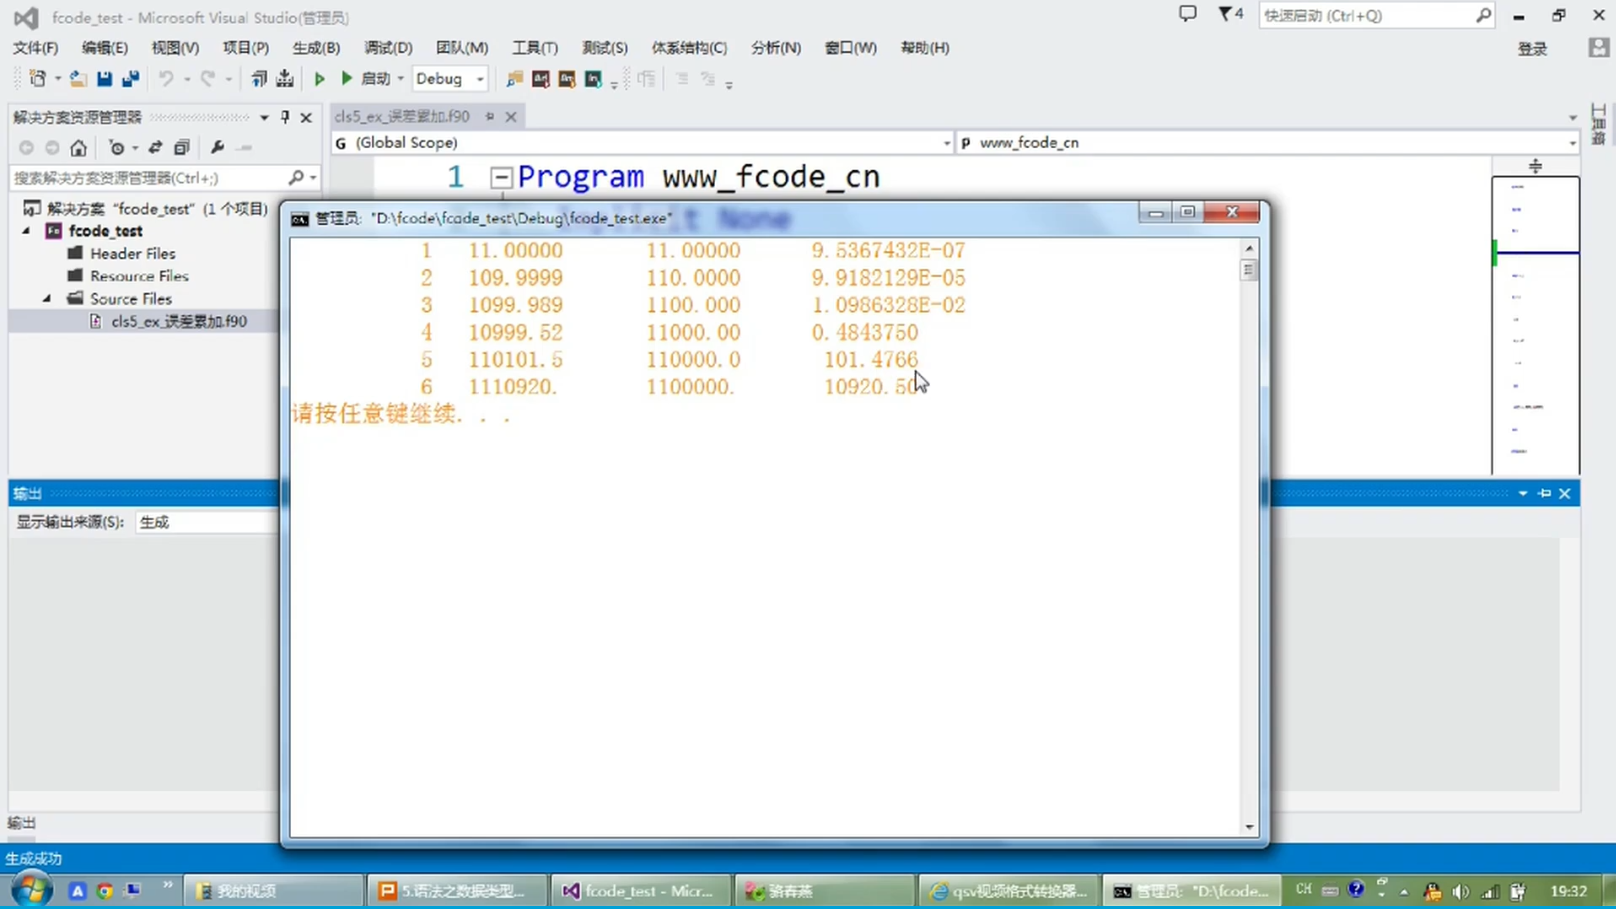 fcode_test - Microsoft Visual Studio(管理员)
4
快速启动 (Ctrl+Q)
文件(F) 编辑(E) 视图(V) 项目(P) 生成(B) 调试(D) 团队(M) 工具(T) 测试(S) 体系结构(C) 分析(N) 窗口(W) 帮助(H)
登录
启动 Debug
解决方案资源管理器
cls5_ex_误差累加.f90
工具箱
(Global Scope)
www_fcode_cn
搜索解决方案资源管理器(Ctrl+;)
1 Program www_fcode_cn
解决方案 "fcode_test" (1 个项目)
fcode_test
Header Files
Resource Files
Source Files
cls5_ex_误差累加.f90
管理员: "D:\fcode\fcode_test\Debug\fcode_test.exe"
Implicit None
1 11.00000 11.00000 9.5367432E-07
2 109.9999 110.0000 9.9182129E-05
3 1099.989 1100.000 1.0986328E-02
4 10999.52 11000.00 0.4843750
5 110101.5 110000.0 101.4766
6 1110920. 1100000. 10920.50
请按任意键继续. . .
输出
显示输出来源(S): 生成
输出
生成成功
我的视频
5.语法之数据类型...
fcode_test - Micr...
骆春燕
qsv视频格式转换器...
管理员: "D:\fcode...
CH
19:32